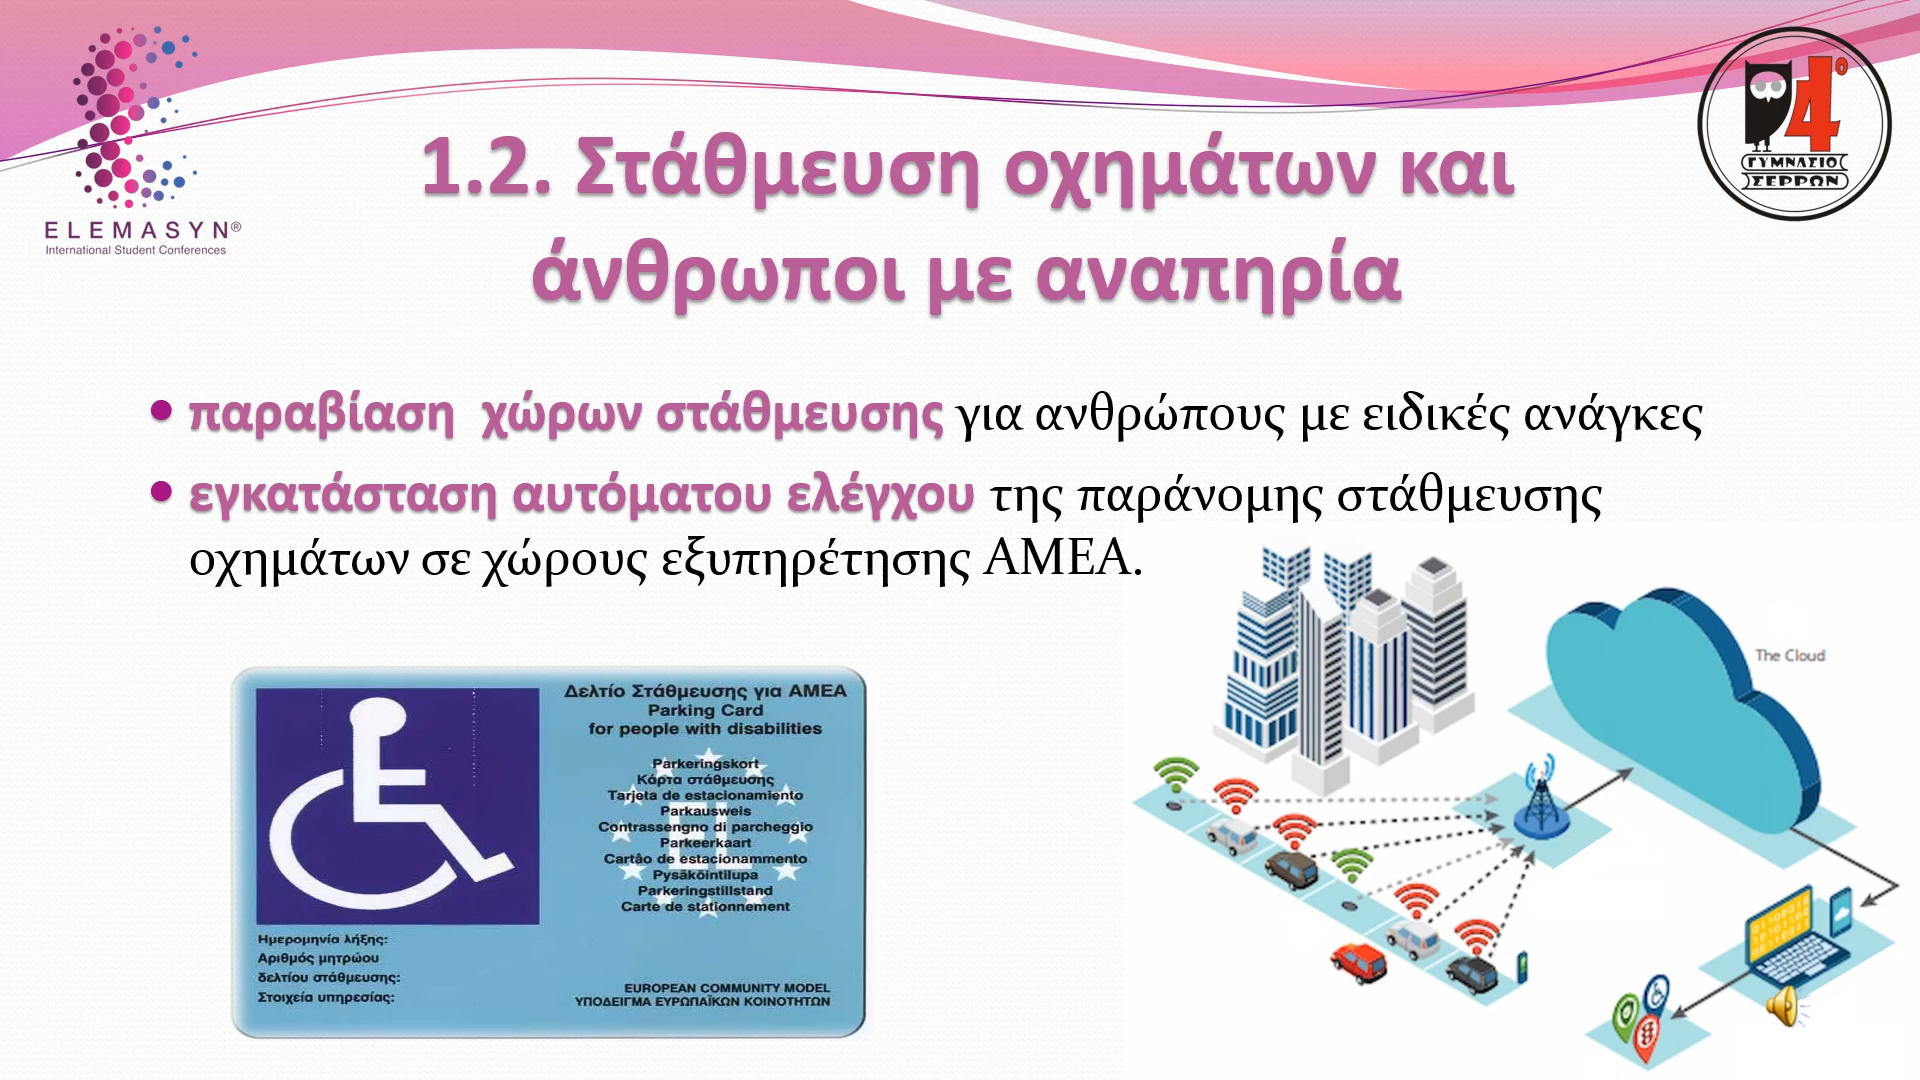 ELEMASYN®
International Student Conferences
4ο
ΓΥΜΝΑΣΙΟ
ΣΕΡΡΩΝ
1.2. Στάθμευση οχημάτων και
άνθρωποι με αναπηρία
• παραβίαση χώρων στάθμευσης για ανθρώπους με ειδικές ανάγκες
• εγκατάσταση αυτόματου ελέγχου της παράνομης στάθμευσης
οχημάτων σε χώρους εξυπηρέτησης ΑΜΕΑ.
Δελτίο Στάθμευσης για ΑΜΕΑ
Parking Card
for people with disabilities
Parkeringskort
Κάρτα στάθμευσης
Tarjeta de estacionamiento
Parkausweis
Contrassengno di parcheggio
Parkeerkaart
Cartâo de estacionammento
Pysäköintilupa
Parkeringstillstand
Carte de stationnement
EL
Ημερομηνία λήξης:
Αριθμός μητρώου
δελτίου στάθμευσης:
Στοιχεία υπηρεσίας:
EUROPEAN COMMUNITY MODEL
ΥΠΟΔΕΙΓΜΑ ΕΥΡΩΠΑΪΚΩΝ ΚΟΙΝΟΤΗΤΩΝ
The Cloud